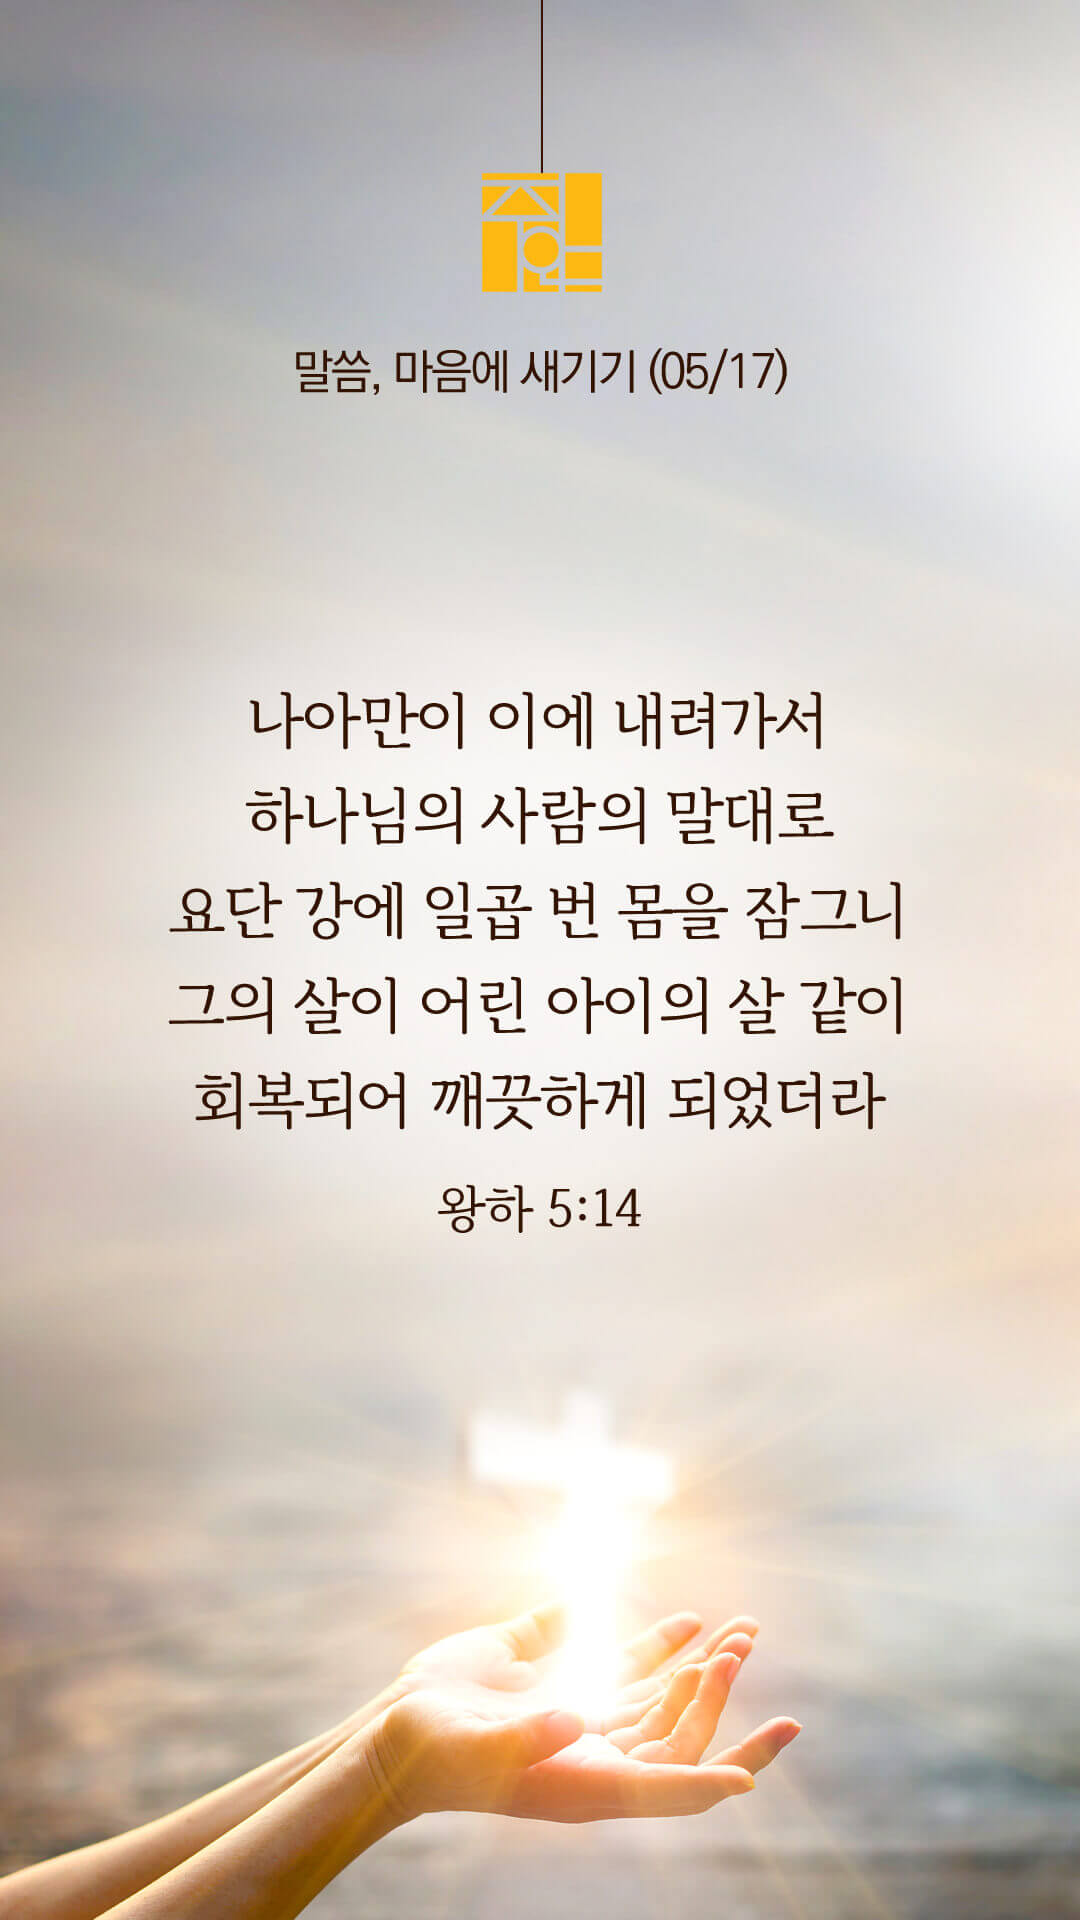 말씀, 마음에 새기기 (05/17)
나아만이 이에 내려가서
하나님의 사람의 말대로
요단 강에 일곱 번 몸을 잠그니
그의 살이 어린 아이의 살 같이
회복되어 깨끗하게 되었더라
왕하 5:14